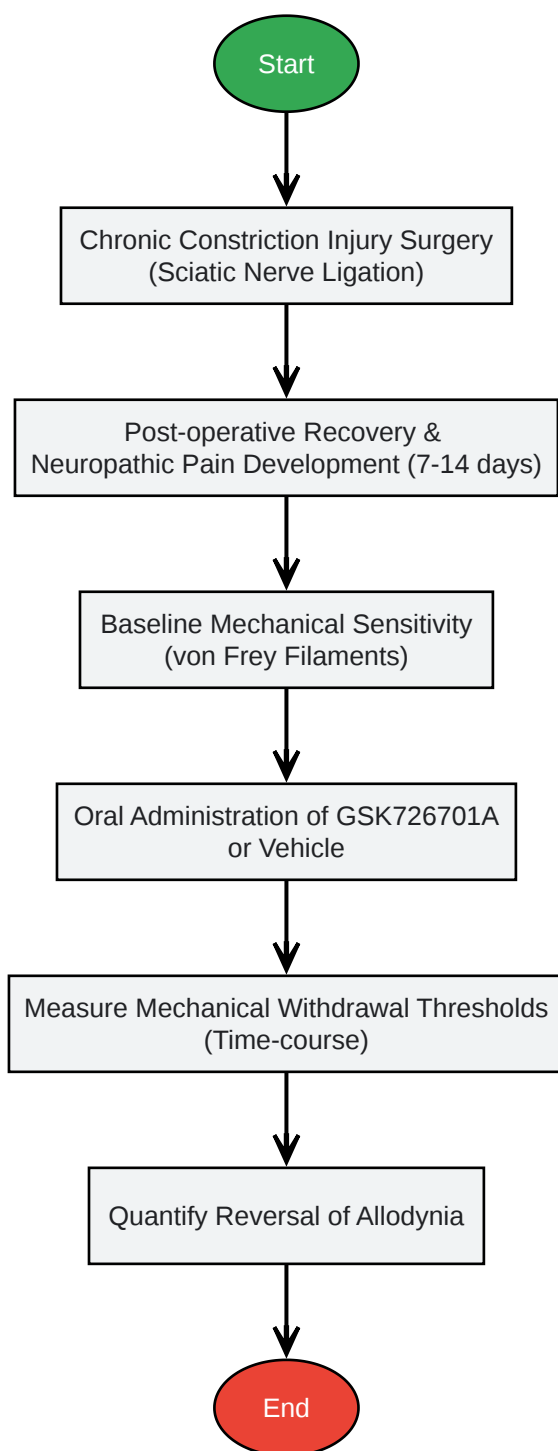 Start
Chronic Constriction Injury Surgery
(Sciatic Nerve Ligation)
Post-operative Recovery &
Neuropathic Pain Development (7-14 days)
Baseline Mechanical Sensitivity
(von Frey Filaments)
Oral Administration of GSK726701A
or Vehicle
Measure Mechanical Withdrawal Thresholds
(Time-course)
Quantify Reversal of Allodynia
End